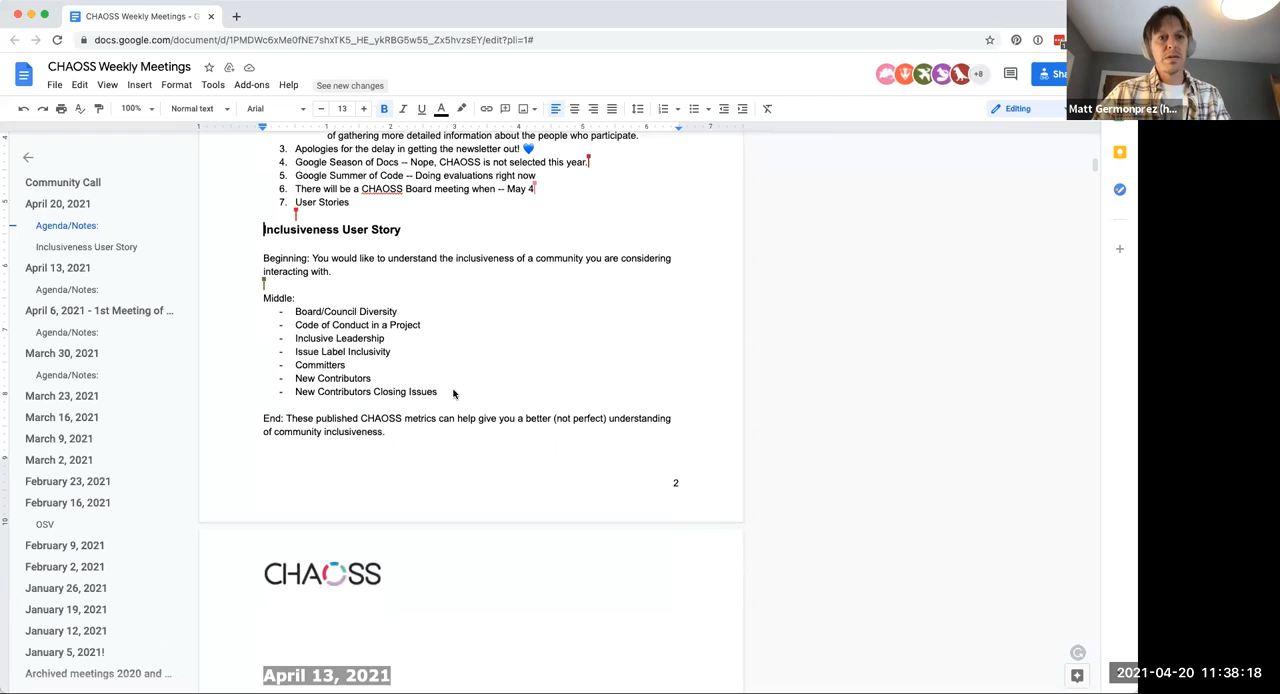 CHAOSS Weekly Meetings - G
docs.google.com/document/d/1PMDWc6xMe0fNE7shxTK5_HE_ykRBG5w55_Zx5hvzsEY/edit?pli=1#
CHAOSS Weekly Meetings
File Edit View Insert Format Tools Add-ons Help See new changes
+8
Sha
100% Normal text Arial 13 B I U A Editing
Matt Germonprez (h...
1 1 2 3 4 5 6 7
of gathering more detailed information about the people who participate.
3. Apologies for the delay in getting the newsletter out! 💙
4. Google Season of Docs -- Nope, CHAOSS is not selected this year.
5. Google Summer of Code -- Doing evaluations right now
6. There will be a CHAOSS Board meeting when -- May 4
7. User Stories
Inclusiveness User Story
Beginning: You would like to understand the inclusiveness of a community you are considering
interacting with.
Middle:
- Board/Council Diversity
- Code of Conduct in a Project
- Inclusive Leadership
- Issue Label Inclusivity
- Committers
- New Contributors
- New Contributors Closing Issues
End: These published CHAOSS metrics can help give you a better (not perfect) understanding
of community inclusiveness.
2
CHAOSS
April 13, 2021
Community Call
April 20, 2021
Agenda/Notes:
Inclusiveness User Story
April 13, 2021
Agenda/Notes:
April 6, 2021 - 1st Meeting of ...
Agenda/Notes:
March 30, 2021
Agenda/Notes:
March 23, 2021
March 16, 2021
March 9, 2021
March 2, 2021
February 23, 2021
February 16, 2021
OSV
February 9, 2021
February 2, 2021
January 26, 2021
January 19, 2021
January 12, 2021
January 5, 2021!
Archived meetings 2020 and ...
2021-04-20 11:38:18